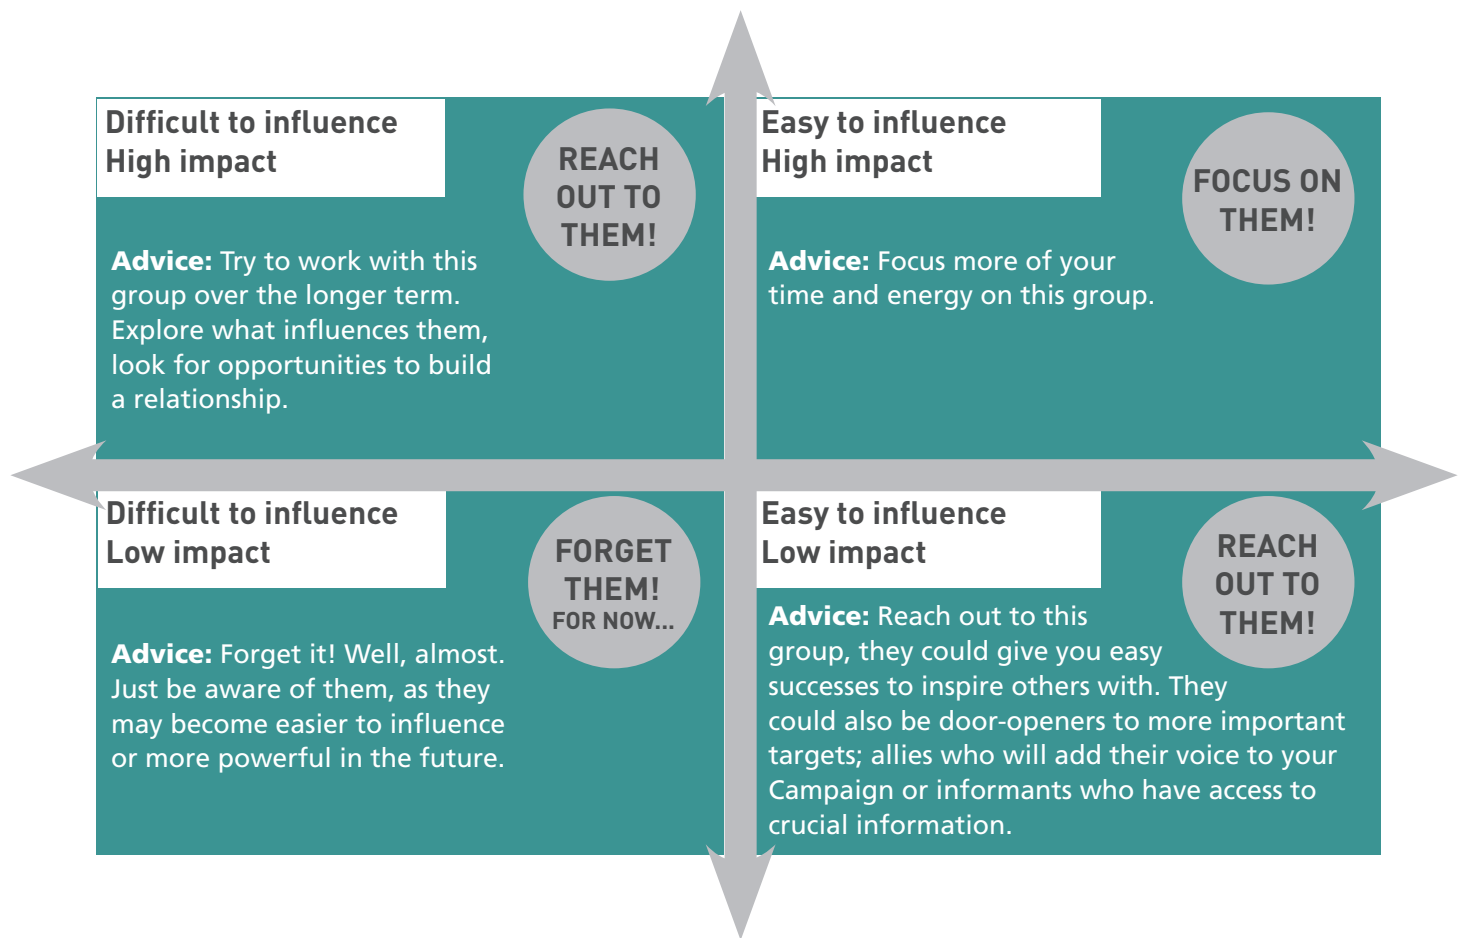 Difficult to influence
High impact
REACH
OUT TO
THEM!
Advice: Try to work with this
group over the longer term.
Explore what influences them,
look for opportunities to build
a relationship.
Easy to influence
High impact
FOCUS ON
THEM!
Advice: Focus more of your
time and energy on this group.
Difficult to influence
Low impact
FORGET
THEM!
FOR NOW...
Advice: Forget it! Well, almost.
Just be aware of them, as they
may become easier to influence
or more powerful in the future.
Easy to influence
Low impact
REACH
OUT TO
THEM!
Advice: Reach out to this
group, they could give you easy
successes to inspire others with. They
could also be door-openers to more important
targets; allies who will add their voice to your
Campaign or informants who have access to
crucial information.